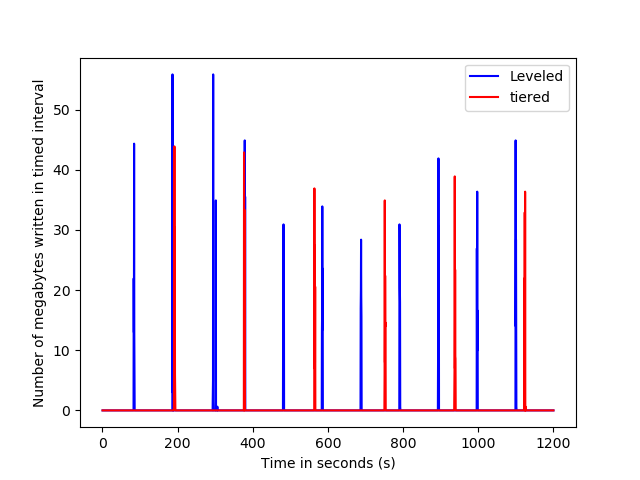 Leveled
tiered
Number of megabytes written in timed interval
50
40
30
20
10
0
0 200 400 600 800 1000 1200
Time in seconds (s)